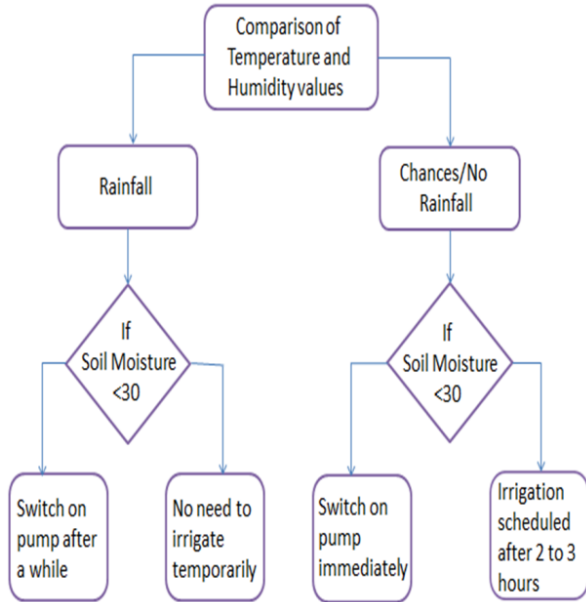 Comparison of
Temperature and
Humidity values
Rainfall
Chances/No
Rainfall
If
Soil Moisture
<30
If
Soil Moisture
<30
Switch on
pump after
a while
No need to
irrigate
temporarily
Switch on
pump
immediately
Irrigation
scheduled
after 2 to 3
hours